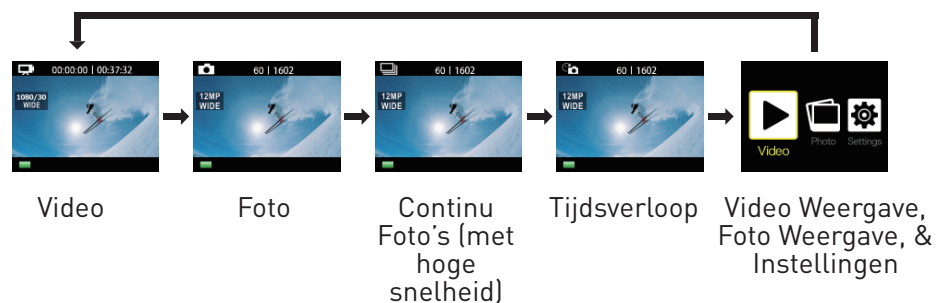 00:00:00 | 00:37:32
1080/30
WIDE
60 | 1602
12MP
WIDE
60 | 1602
12MP
WIDE
60 | 1602
12MP
WIDE
Video
Photo
Settings
Video
Foto
Continu
Foto's (met
hoge
snelheid)
Tijdsverloop
Video Weergave,
Foto Weergave, &
Instellingen